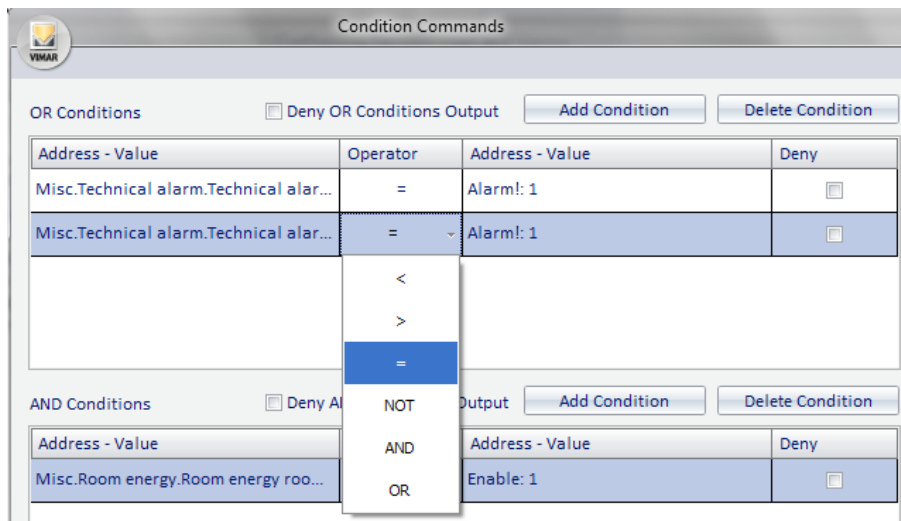 Condition Commands
VIMAR
OR Conditions Deny OR Conditions Output Add Condition Delete Condition
Address - Value Operator Address - Value Deny
Misc.Technical alarm.Technical alar... = Alarm!: 1
Misc.Technical alarm.Technical alar... = Alarm!: 1
<
>
=
AND Conditions Deny Output Add Condition Delete Condition
NOT
Address - Value Address - Value Deny
AND
Misc.Room energy.Room energy roo... Enable: 1
OR